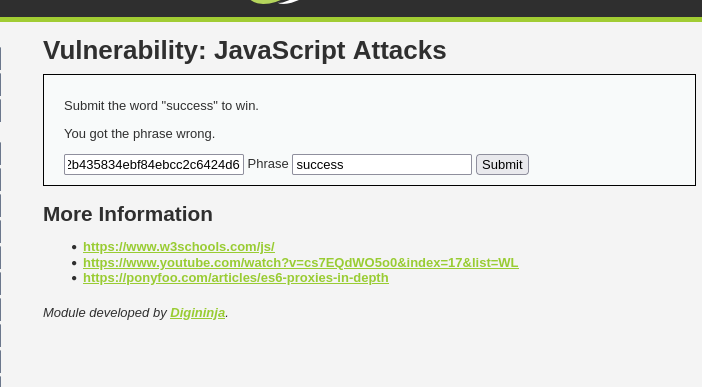 Vulnerability: JavaScript Attacks
Submit the word "success" to win.
You got the phrase wrong.
2b435834ebf84ebcc2c6424d6 Phrase success Submit
More Information
https://www.w3schools.com/js/
https://www.youtube.com/watch?v=cs7EQdWO5o0&index=17&list=WL
https://ponyfoo.com/articles/es6-proxies-in-depth
Module developed by Digininja.